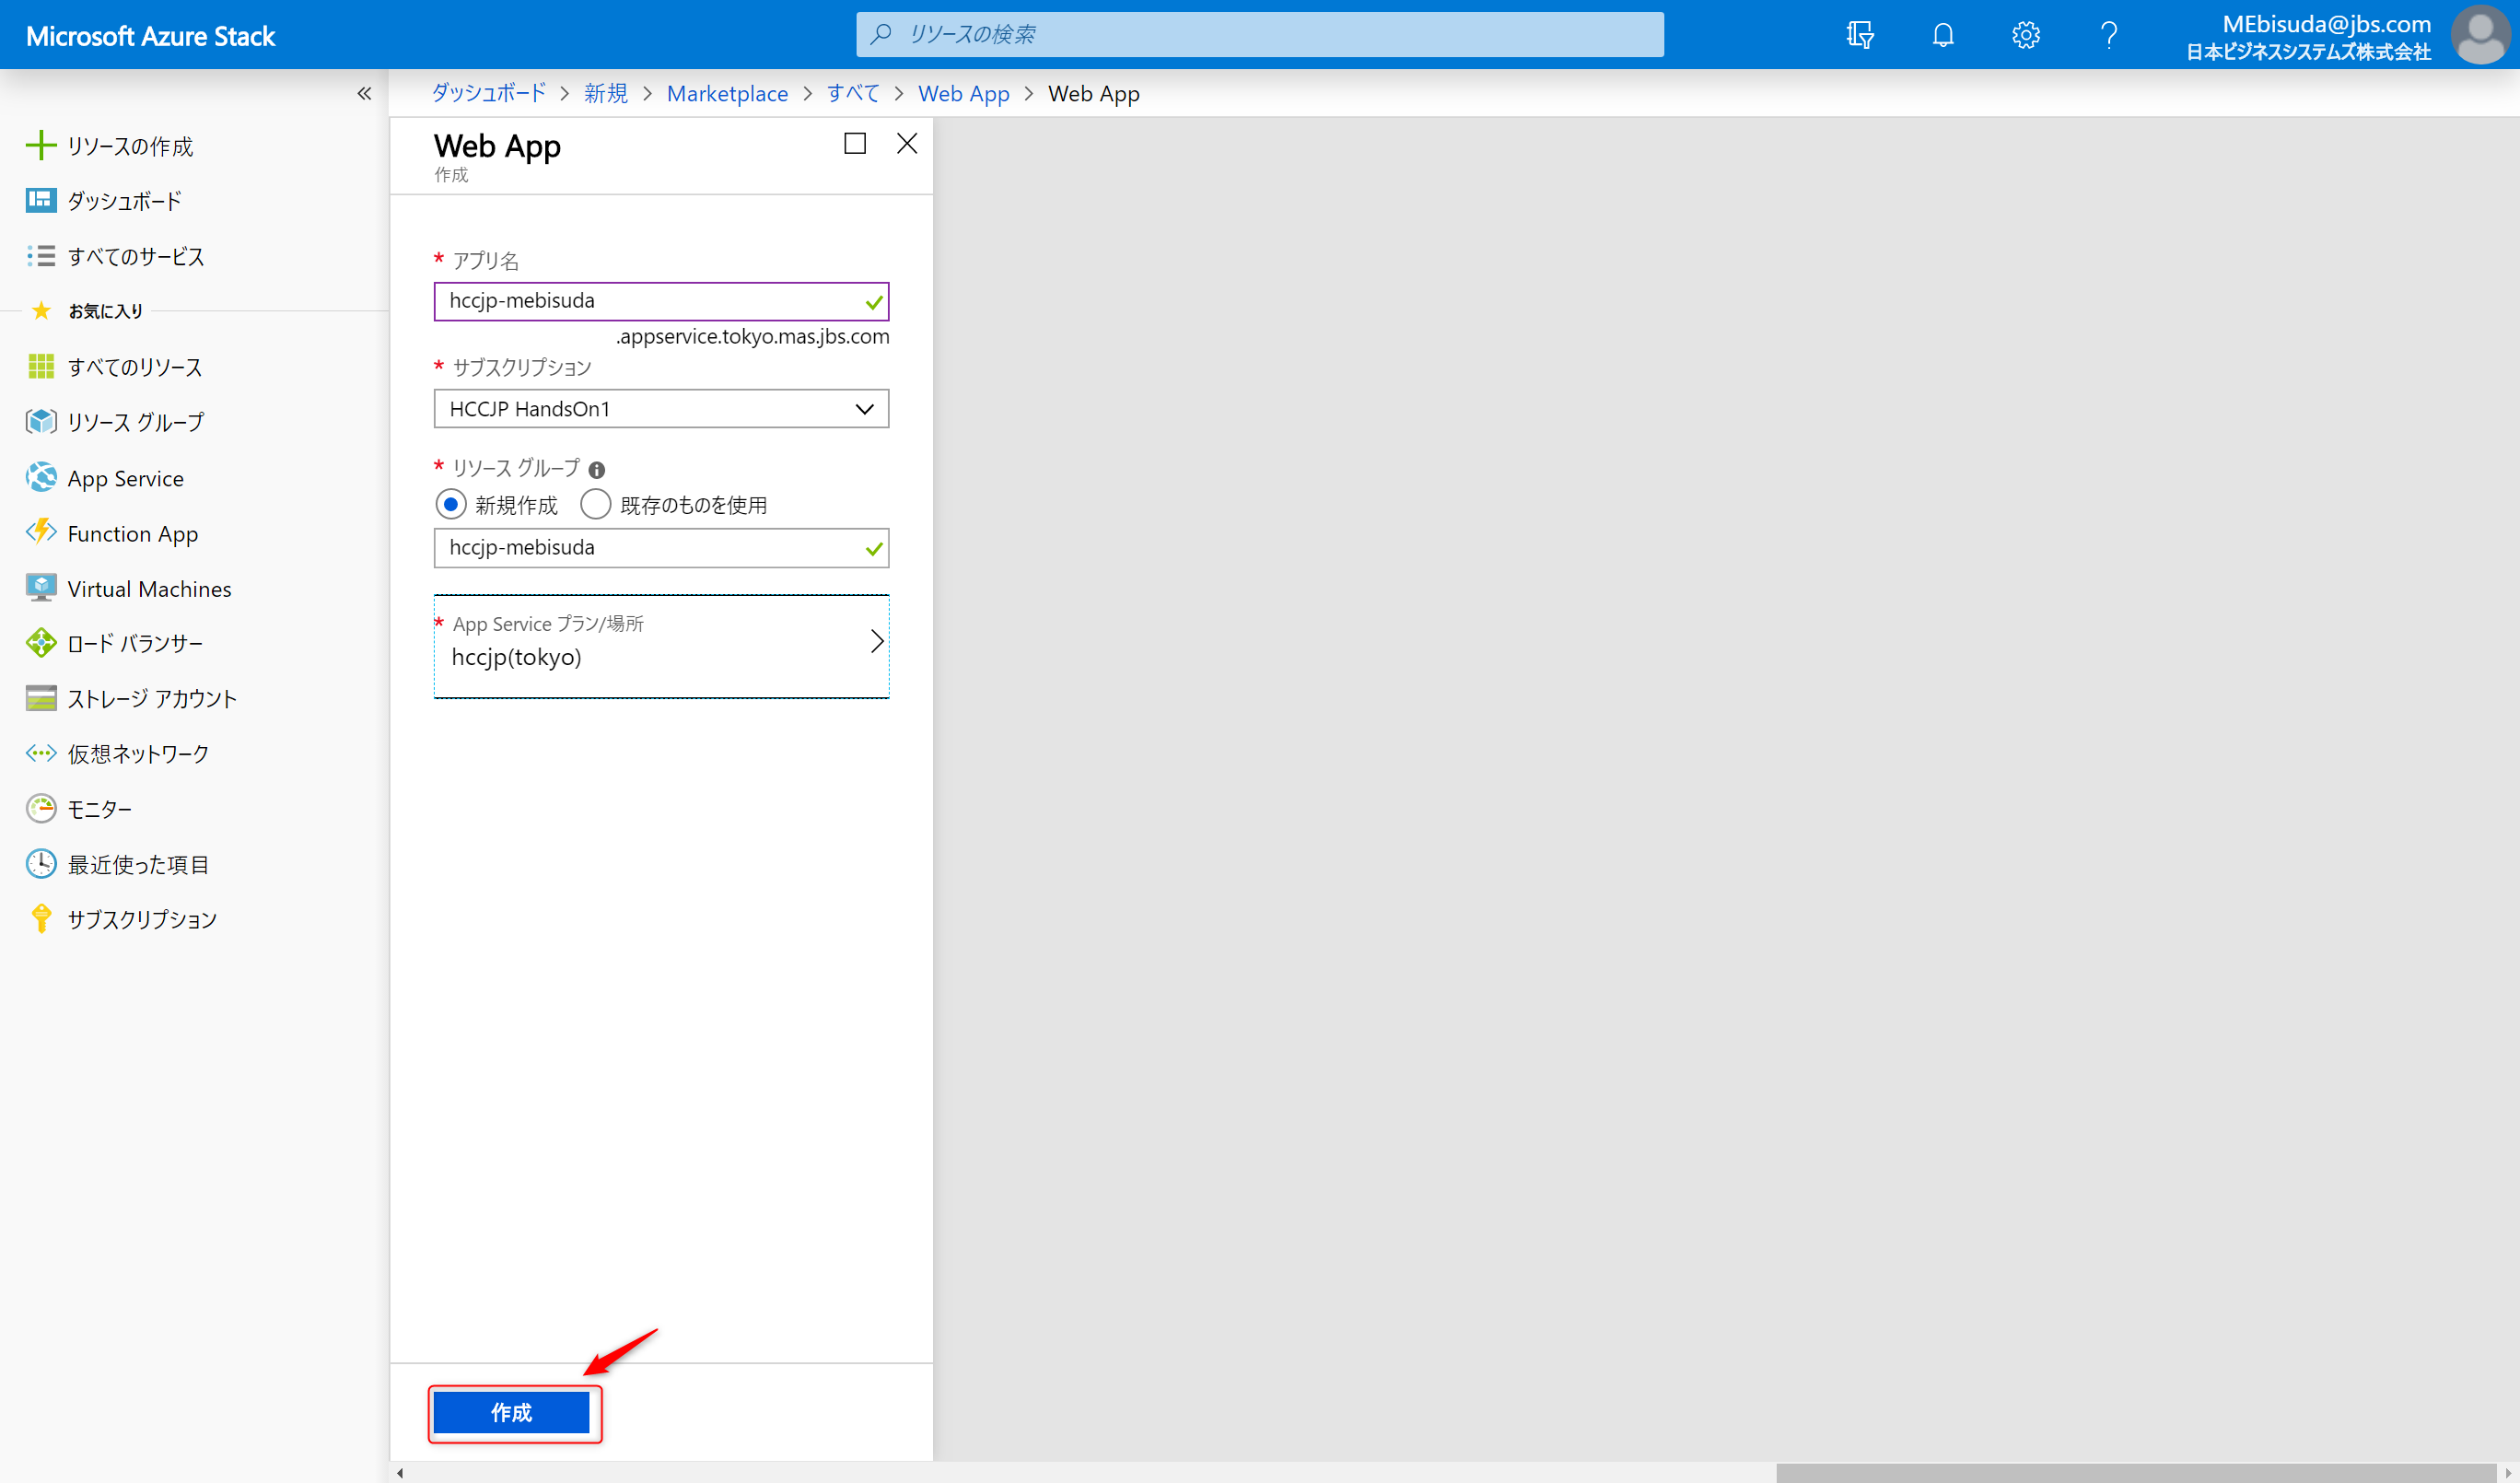 Microsoft Azure Stack
リソースの検索
MEbisuda@jbs.com
日本ビジネスシステムズ株式会社
ダッシュボード > 新規 > Marketplace > すべて > Web App > Web App
リソースの作成
ダッシュボード
すべてのサービス
お気に入り
すべてのリソース
リソース グループ
App Service
Function App
Virtual Machines
ロード バランサー
ストレージ アカウント
仮想ネットワーク
モニター
最近使った項目
サブスクリプション
Web App
作成
* アプリ名
hccjp-mebisuda
.appservice.tokyo.mas.jbs.com
* サブスクリプション
HCCJP HandsOn1
* リソース グループ
新規作成 既存のものを使用
hccjp-mebisuda
* App Service プラン/場所
hccjp(tokyo)
作成